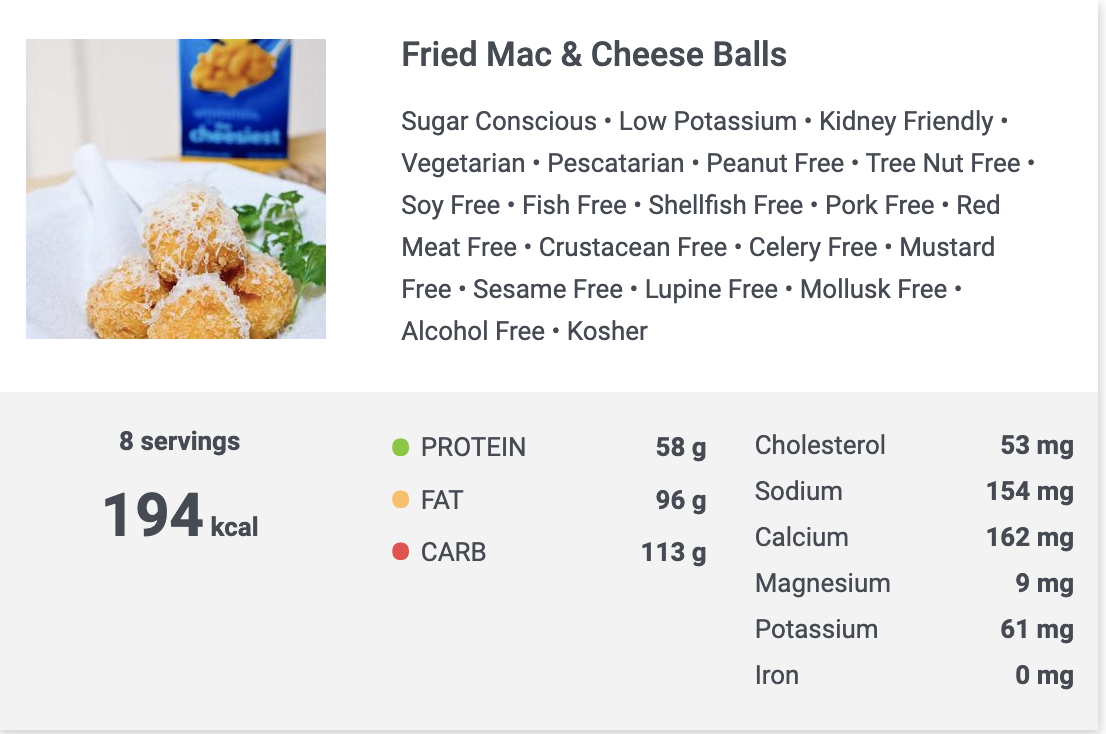 cheesiest
Fried Mac & Cheese Balls
Sugar Conscious • Low Potassium • Kidney Friendly •
Vegetarian • Pescatarian • Peanut Free • Tree Nut Free •
Soy Free • Fish Free • Shellfish Free • Pork Free • Red
Meat Free • Crustacean Free • Celery Free • Mustard
Free • Sesame Free • Lupine Free • Mollusk Free •
Alcohol Free • Kosher
8 servings
194 kcal
PROTEIN 58 g
FAT 96 g
CARB 113 g
Cholesterol 53 mg
Sodium 154 mg
Calcium 162 mg
Magnesium 9 mg
Potassium 61 mg
Iron 0 mg